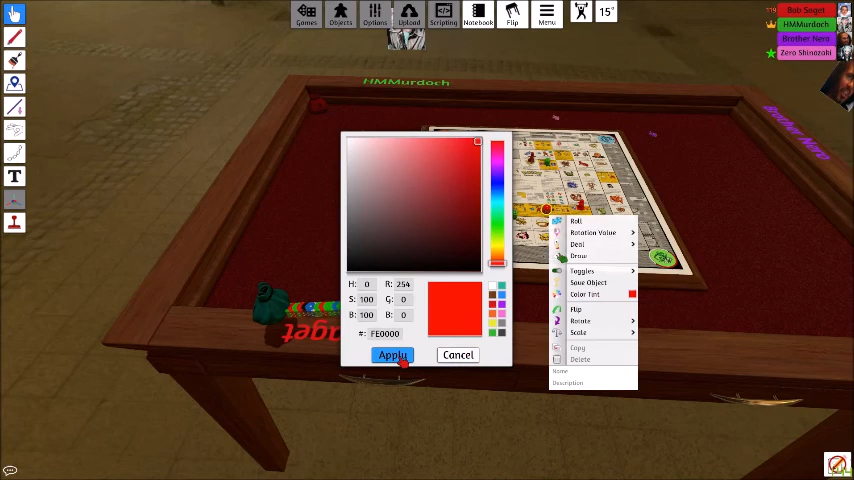 Games
Objects
Options
Upload
Scripting
Notebook
Flip
Menu
15°
Bob Saget
HMMurdoch
Brother Nero
Zero Shinozaki
HMMurdoch
Brother Nero
T
Roll
Rotation Value
Deal
Draw
Toggles
Save Object
Color Tint
Flip
Rotate
Scale
Copy
Delete
Name
Description
H: 0 R: 254
S: 100 G: 0
B: 100 B: 0
#: FE0000
Apply Cancel
Saget